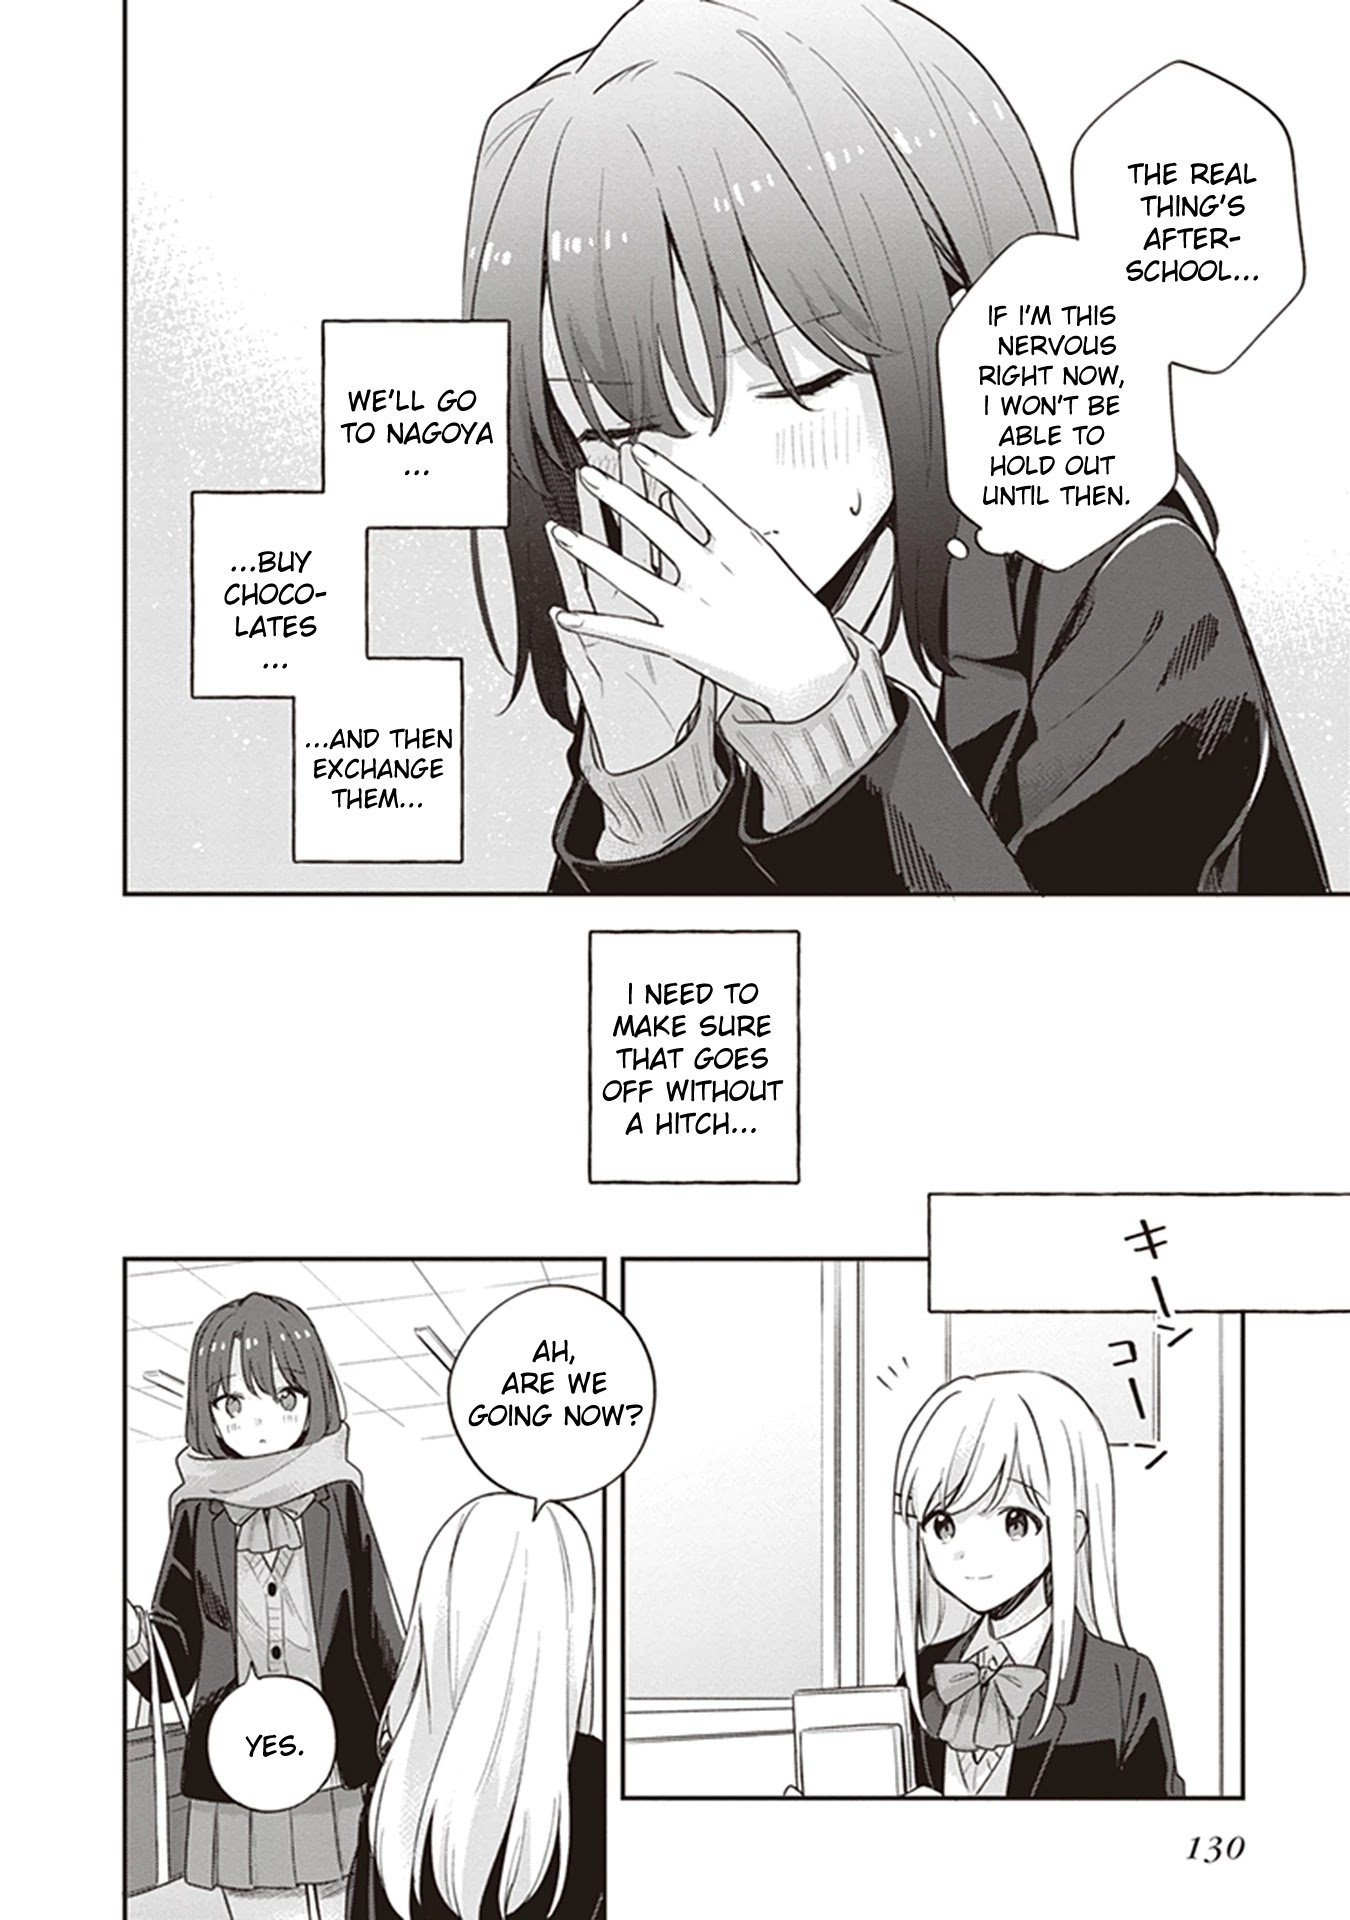 THE REAL
THING'S
AFTER-
SCHOOL...
IF I'M THIS
NERVOUS
RIGHT NOW,
I WON'T BE
ABLE TO
HOLD OUT
UNTIL THEN.
WE'LL GO
TO NAGOYA
...
...BUY
CHOCO-
LATES
...
...AND THEN
EXCHANGE
THEM...
I NEED TO
MAKE SURE
THAT GOES
OFF WITHOUT
A HITCH...
キーンコーン
AH,
ARE WE
GOING NOW?
YES.
130